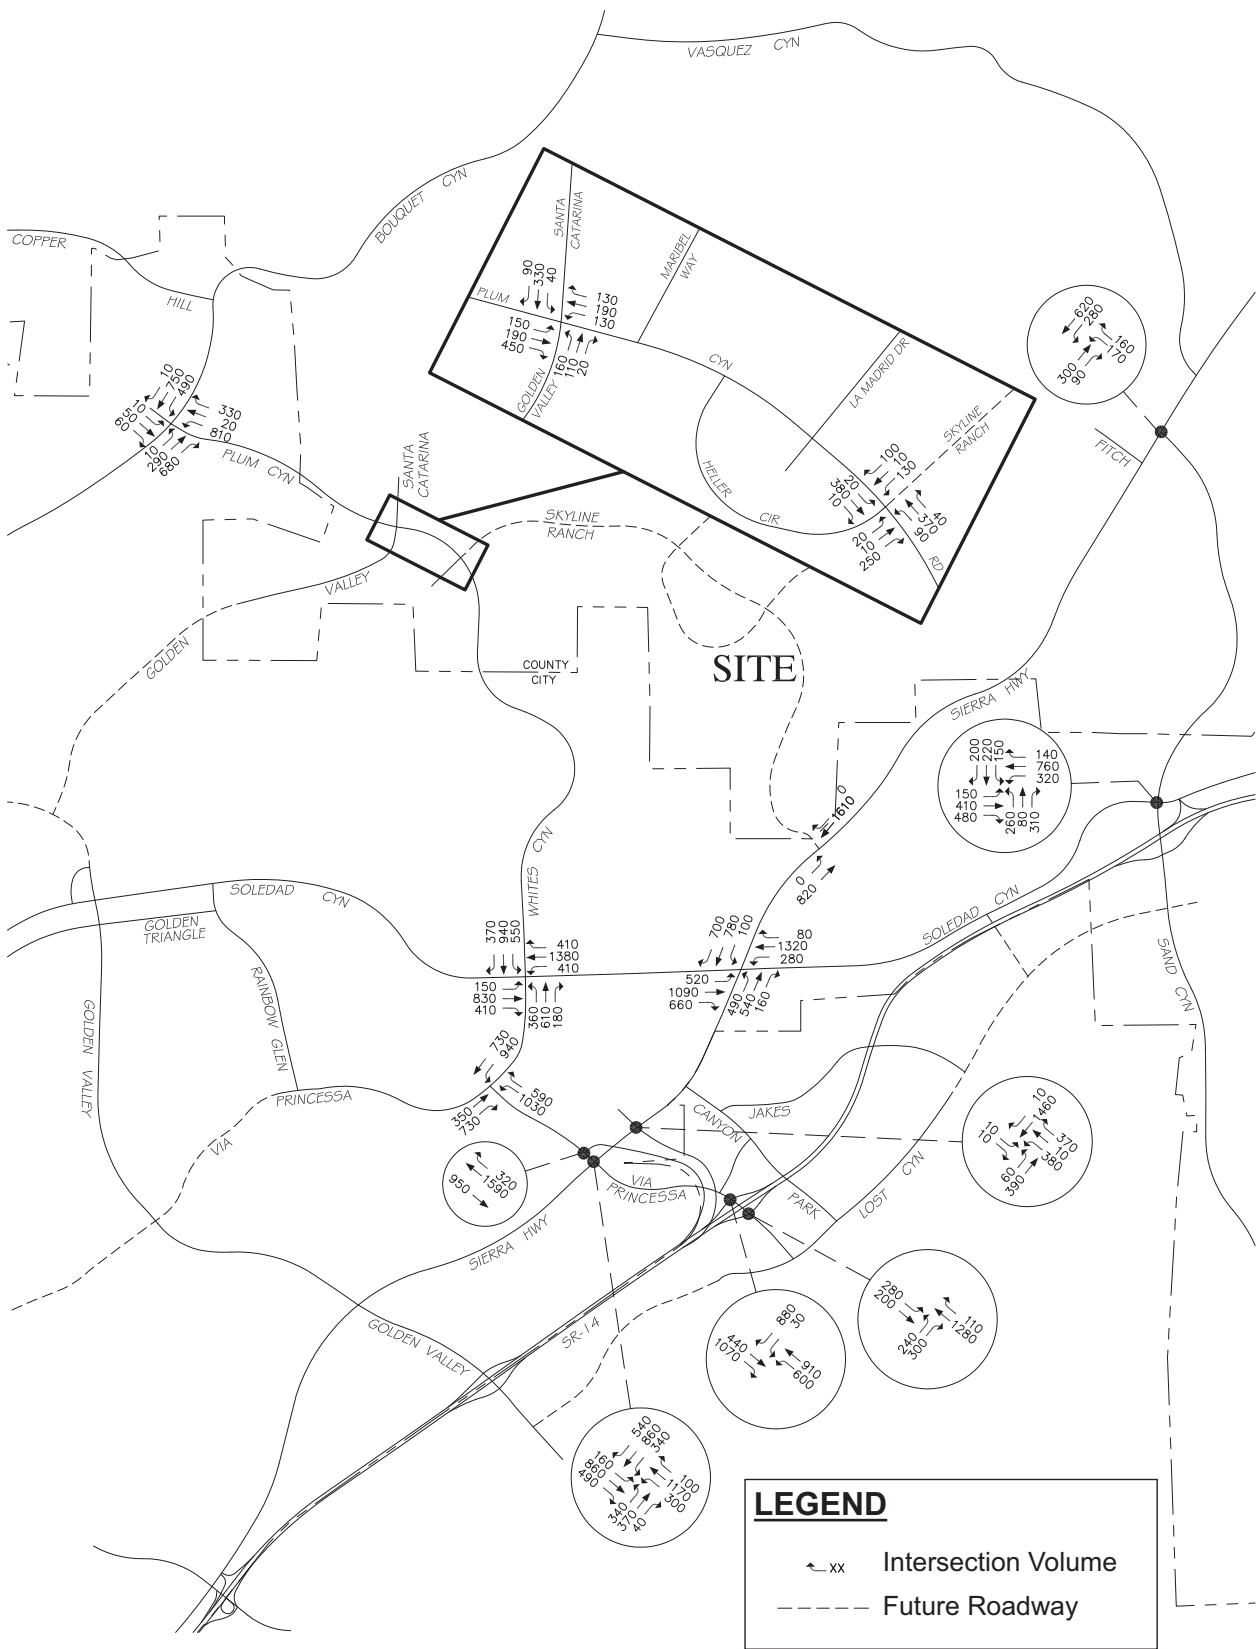 VASQUEZ CYN
BOUQUET CYN
COPPER
HILL
SANTA
CATARINA
MARIBEL
WAY
PLUM
CYN
GOLDEN
VALLEY
LA MADRID DR
SKYLINE
RANCH
HELLER
CIR
RD
90
330
40
130
190
130
150
190
450
160
110
20
100
10
130
20
380
10
40
370
90
20
10
250
620
280
160
170
300
90
FITCH
10
750
490
330
20
810
10
50
60
10
290
680
PLUM CYN
SANTA
CATARINA
SKYLINE
RANCH
VALLEY
GOLDEN
COUNTY
CITY
SITE
SIERRA HWY
200
220
150
140
760
320
150
410
480
260
80
310
0
1610
0
820
WHITES CYN
SOLEDAD CYN
GOLDEN
TRIANGLE
RAINBOW GLEN
GOLDEN VALLEY
370
940
550
410
1380
410
150
830
410
360
610
180
700
780
100
80
1320
280
520
1090
660
490
540
160
SOLEDAD CYN
SAND CYN
730
940
590
1030
350
730
PRINCESSA
VIA
CANYON
JAKES
PARK
LOST CYN
VIA
PRINCESSA
10
1460
370
10
380
10
10
60
390
320
1590
950
SIERRA HWY
SR-14
GOLDEN VALLEY
280
200
110
1280
240
300
880
30
440
1070
910
600
540
860
340
160
860
490
100
1170
300
340
370
40
LEGEND
XX Intersection Volume
Future Roadway